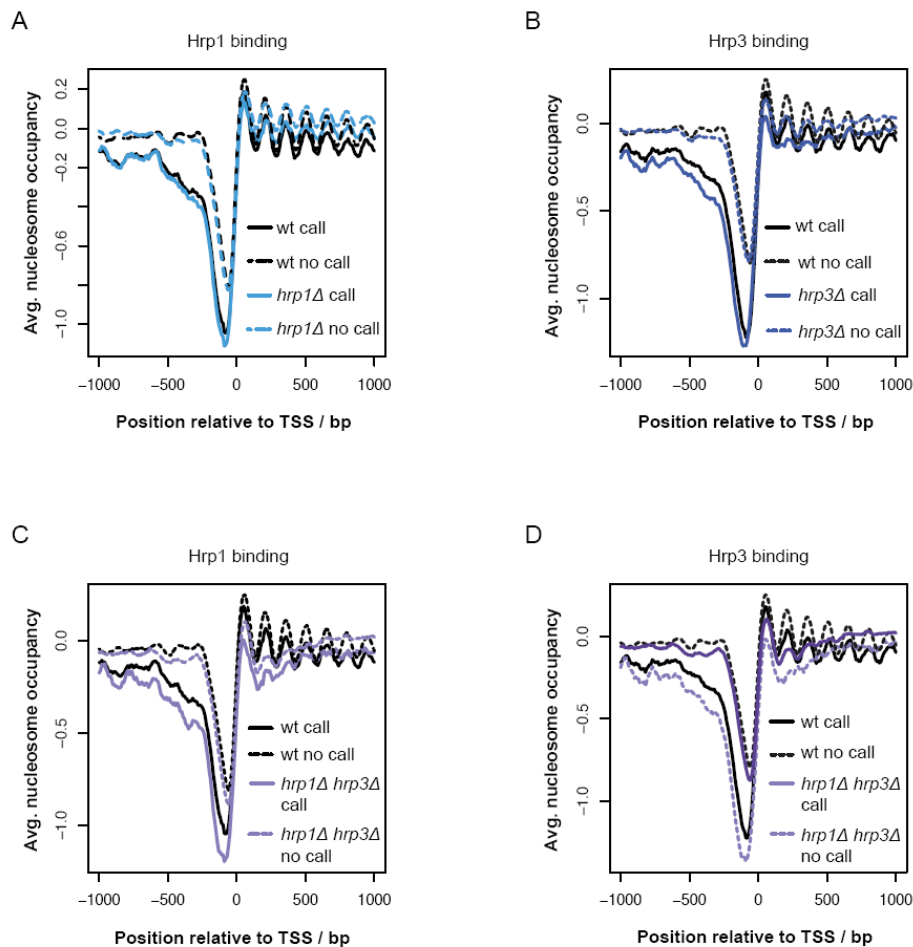 A
Hrp1 binding
Avg. nucleosome occupancy
0.2
0.0
−0.2
−0.6
−1.0
wt call
wt no call
hrp1Δ call
hrp1Δ no call
−1000
−500
0
500
1000
Position relative to TSS / bp
B
Hrp3 binding
Avg. nucleosome occupancy
0.0
−0.5
−1.0
wt call
wt no call
hrp3Δ call
hrp3Δ no call
−1000
−500
0
500
1000
Position relative to TSS / bp
C
Hrp1 binding
Avg. nucleosome occupancy
0.0
−0.5
−1.0
wt call
wt no call
hrp1Δ hrp3Δ
call
hrp1Δ hrp3Δ
no call
−1000
−500
0
500
1000
Position relative to TSS / bp
D
Hrp3 binding
Avg. nucleosome occupancy
0.0
−0.5
−1.0
wt call
wt no call
hrp1Δ hrp3Δ
call
hrp1Δ hrp3Δ
no call
−1000
−500
0
500
1000
Position relative to TSS / bp